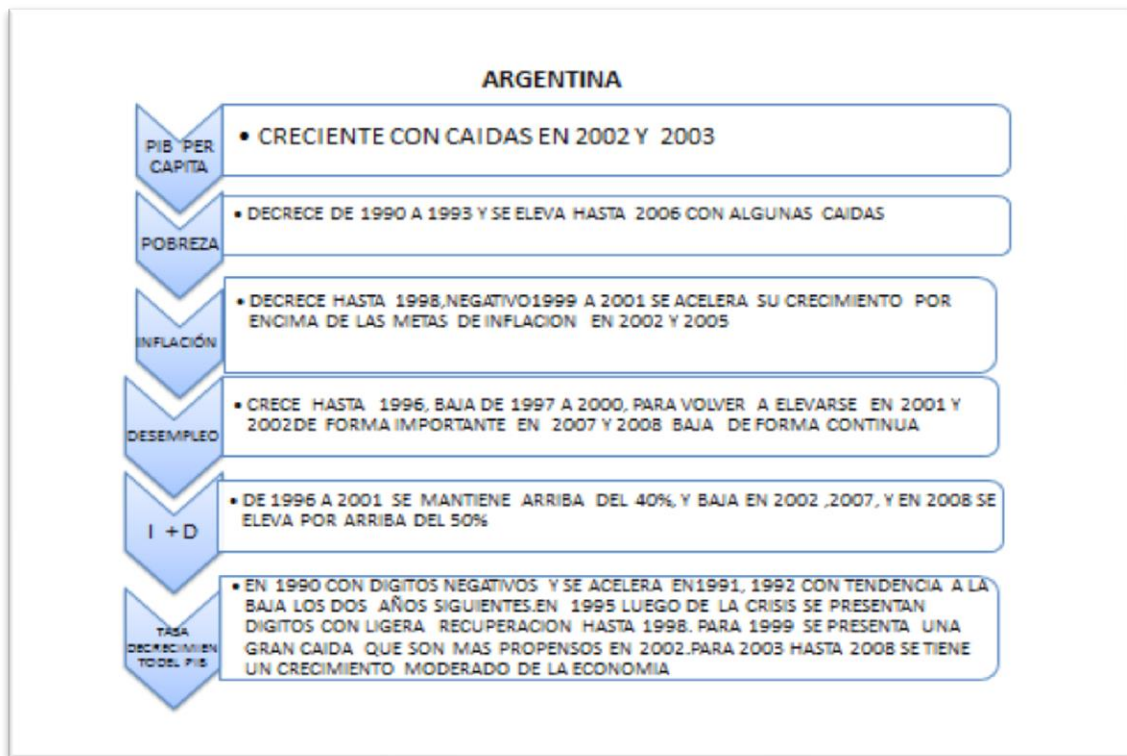 ARGENTINA
PIB PER
CAPITA
• CRECIENTE CON CAIDAS EN 2002 Y 2003
POBREZA
• DECRECE DE 1990 A 1993 Y SE ELEVA HASTA 2006 CON ALGUNAS CAIDAS
INFLACIÓN
• DECRECE HASTA 1998,NEGATIVO1999 A 2001 SE ACELERA SU CRECIMIENTO POR
ENCIMA DE LAS METAS DE INFLACION EN 2002 Y 2005
DESEMPLEO
• CRECE HASTA 1996, BAJA DE 1997 A 2000, PARA VOLVER A ELEVARSE EN 2001 Y
2002DE FORMA IMPORTANTE EN 2007 Y 2008 BAJA DE FORMA CONTINUA
I + D
• DE 1996 A 2001 SE MANTIENE ARRIBA DEL 40%, Y BAJA EN 2002 ,2007, Y EN 2008 SE
ELEVA POR ARRIBA DEL 50%
TASA
DECRECIMIEN
TODEL PIB
• EN 1990 CON DIGITOS NEGATIVOS Y SE ACELERA EN1991, 1992 CON TENDENCIA A LA
BAJA LOS DOS AÑOS SIGUIENTES.EN 1995 LUEGO DE LA CRISIS SE PRESENTAN
DIGITOS CON LIGERA RECUPERACION HASTA 1998. PARA 1999 SE PRESENTA UNA
GRAN CAIDA QUE SON MAS PROPENSOS EN 2002.PARA 2003 HASTA 2008 SE TIENE
UN CRECIMIENTO MODERADO DE LA ECONOMIA